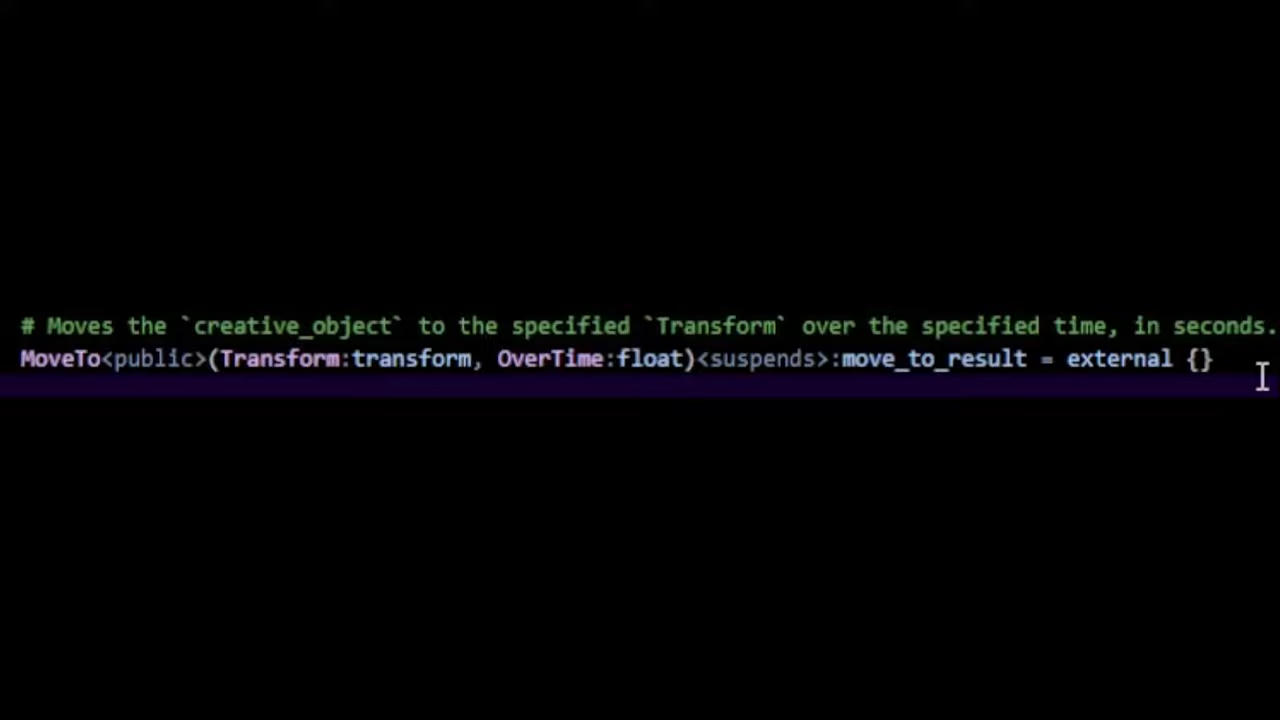 # Moves the `creative_object` to the specified `Transform` over the specified time, in seconds.
MoveTo<public>(Transform:transform, OverTime:float)<suspends>:move_to_result = external {}